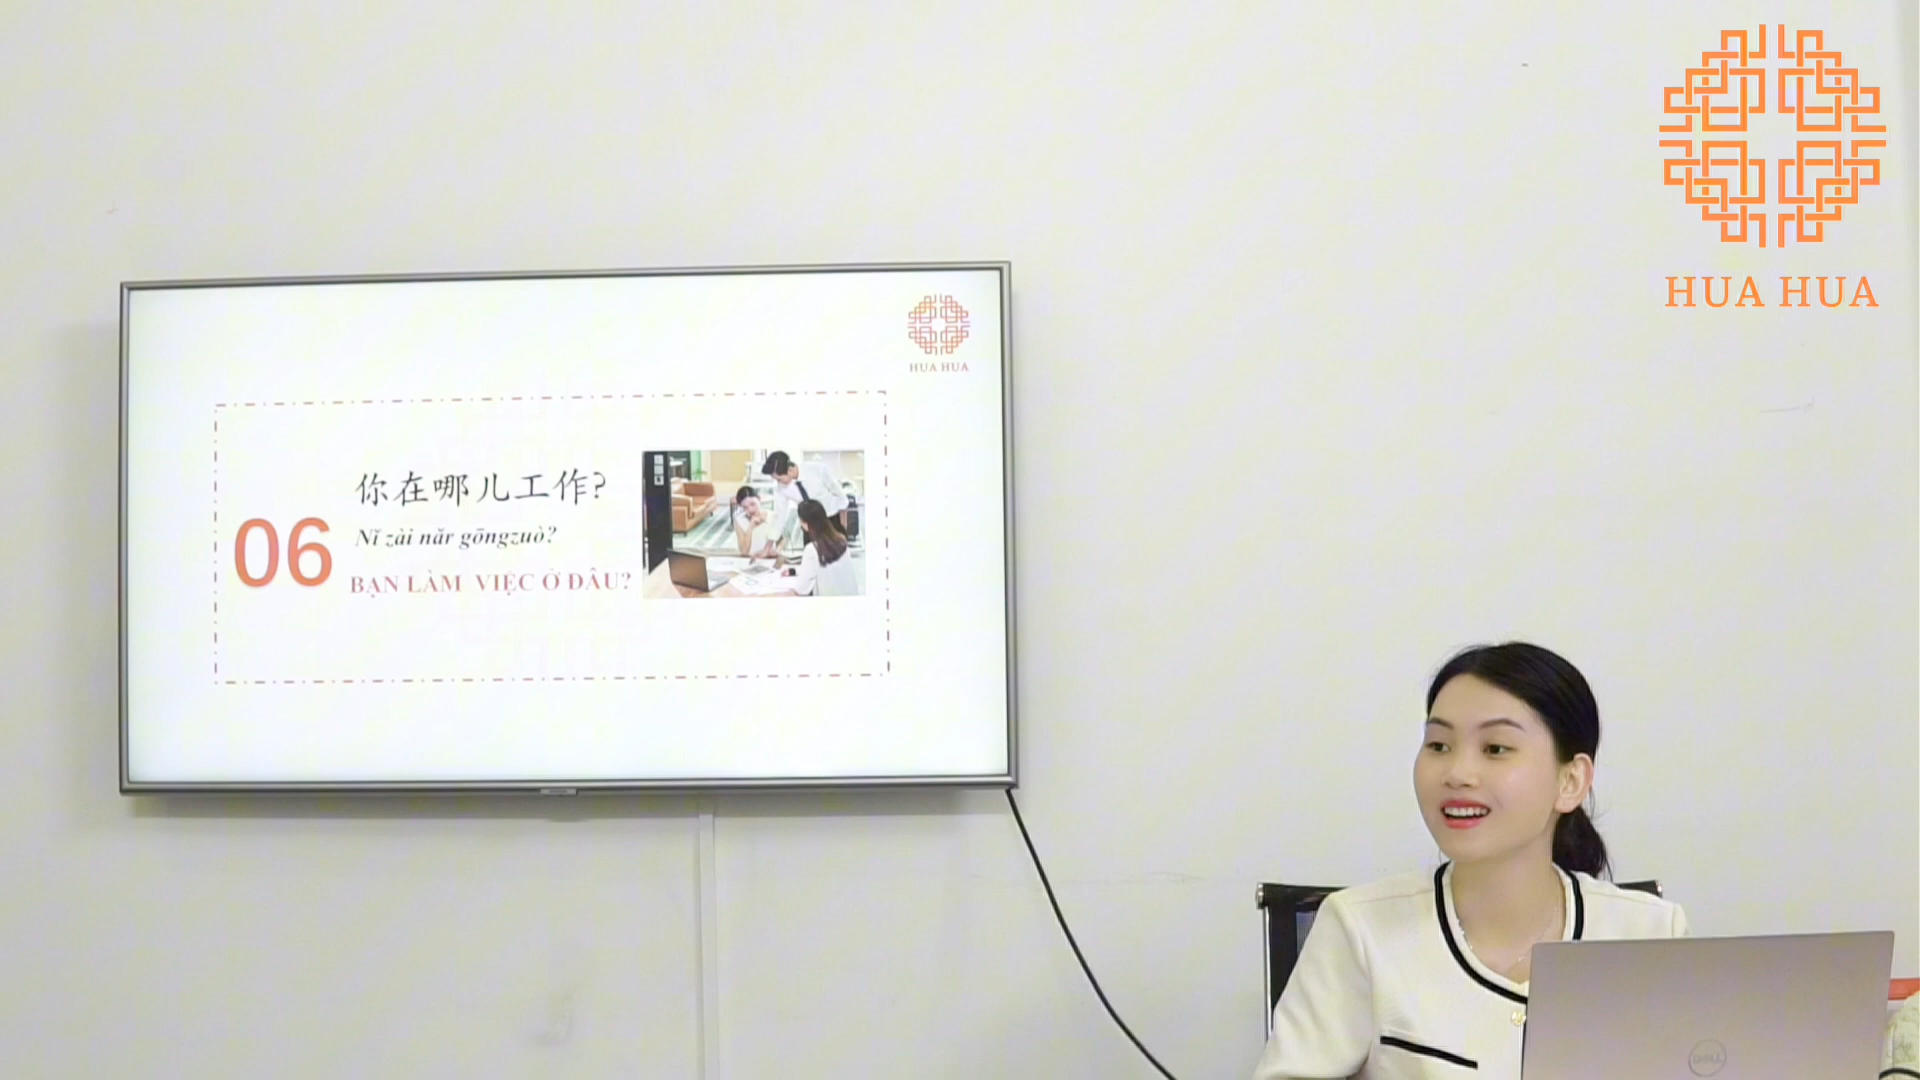 HUA HUA
HUA HUA
06
你在哪儿工作?
Nǐ zài nǎr gōngzuò?
BẠN LÀM VIỆC Ở ĐÂU?
DELL